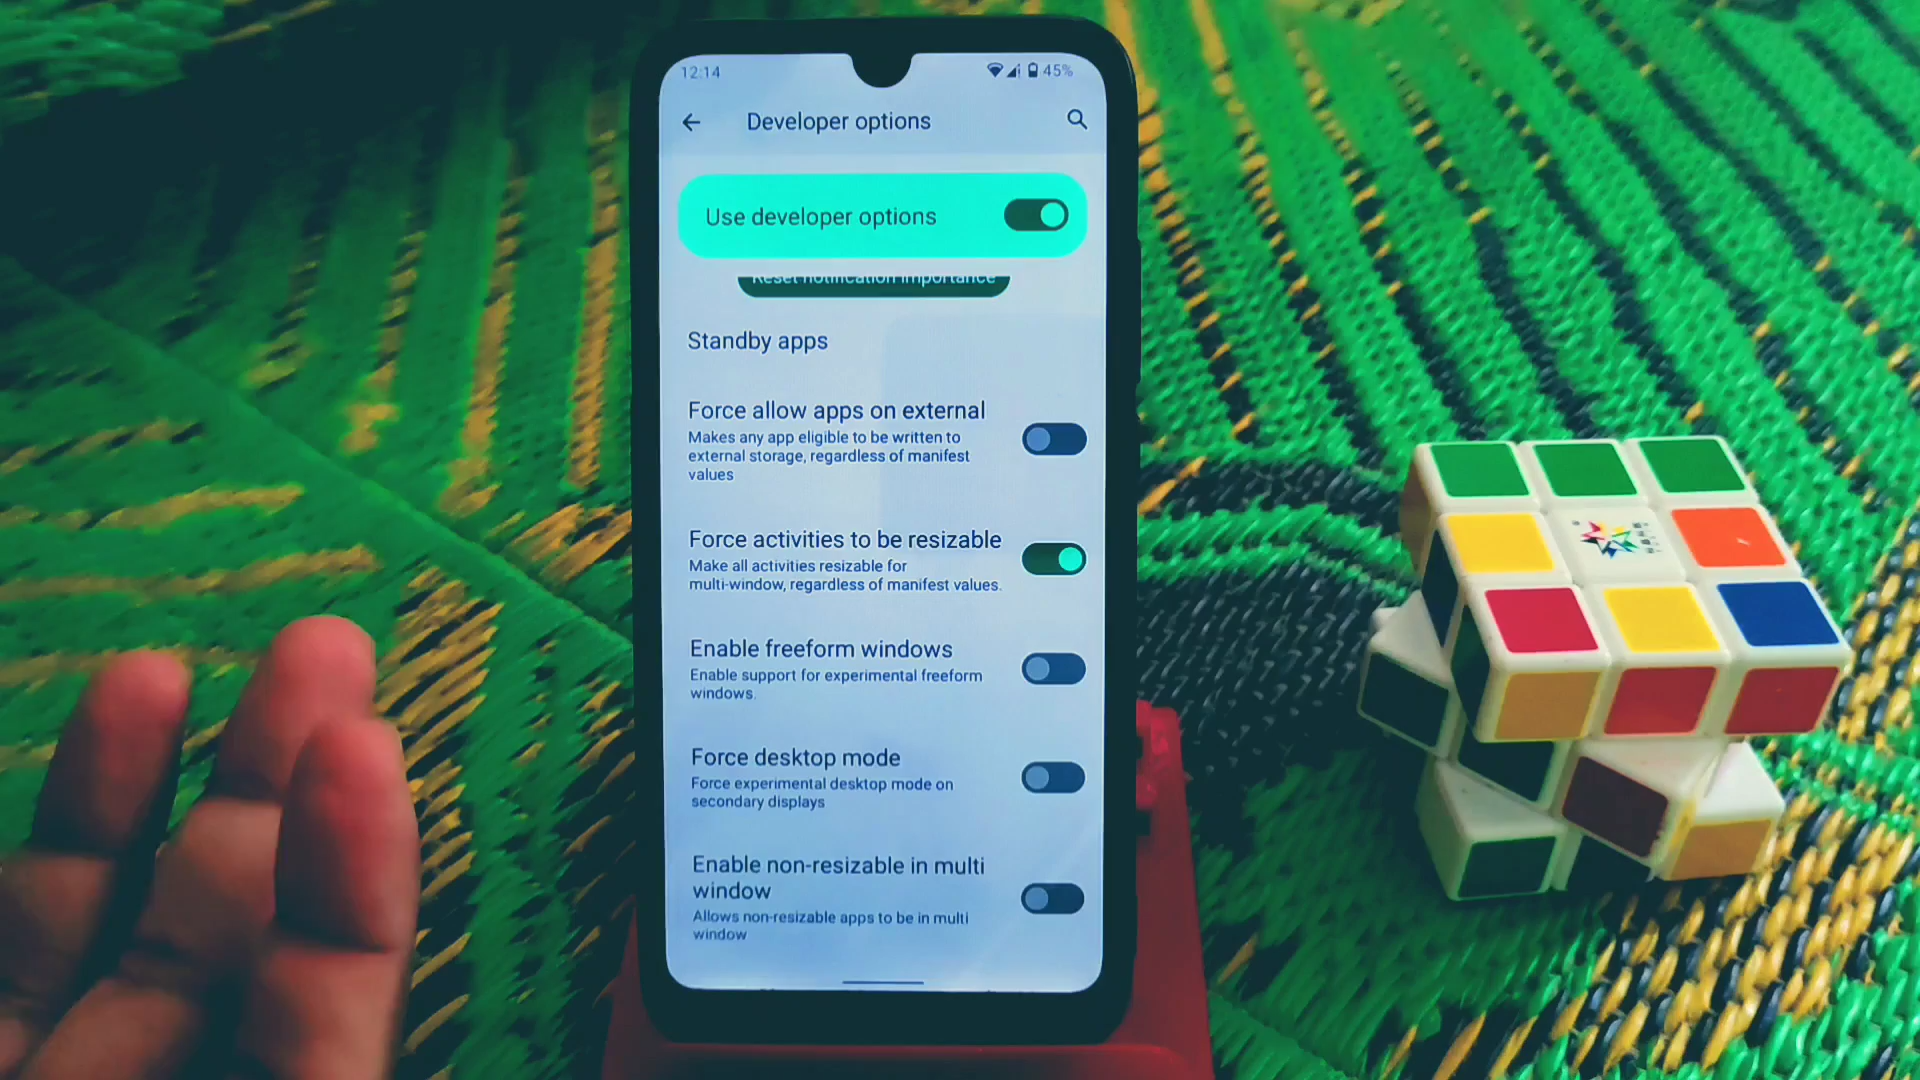 12:14
45%
Developer options
Use developer options
Reset notification importance
Standby apps
Force allow apps on external
Makes any app eligible to be written to
external storage, regardless of manifest
values
Force activities to be resizable
Make all activities resizable for
multi-window, regardless of manifest values.
Enable freeform windows
Enable support for experimental freeform
windows.
Force desktop mode
Force experimental desktop mode on
secondary displays
Enable non-resizable in multi
window
Allows non-resizable apps to be in multi
window